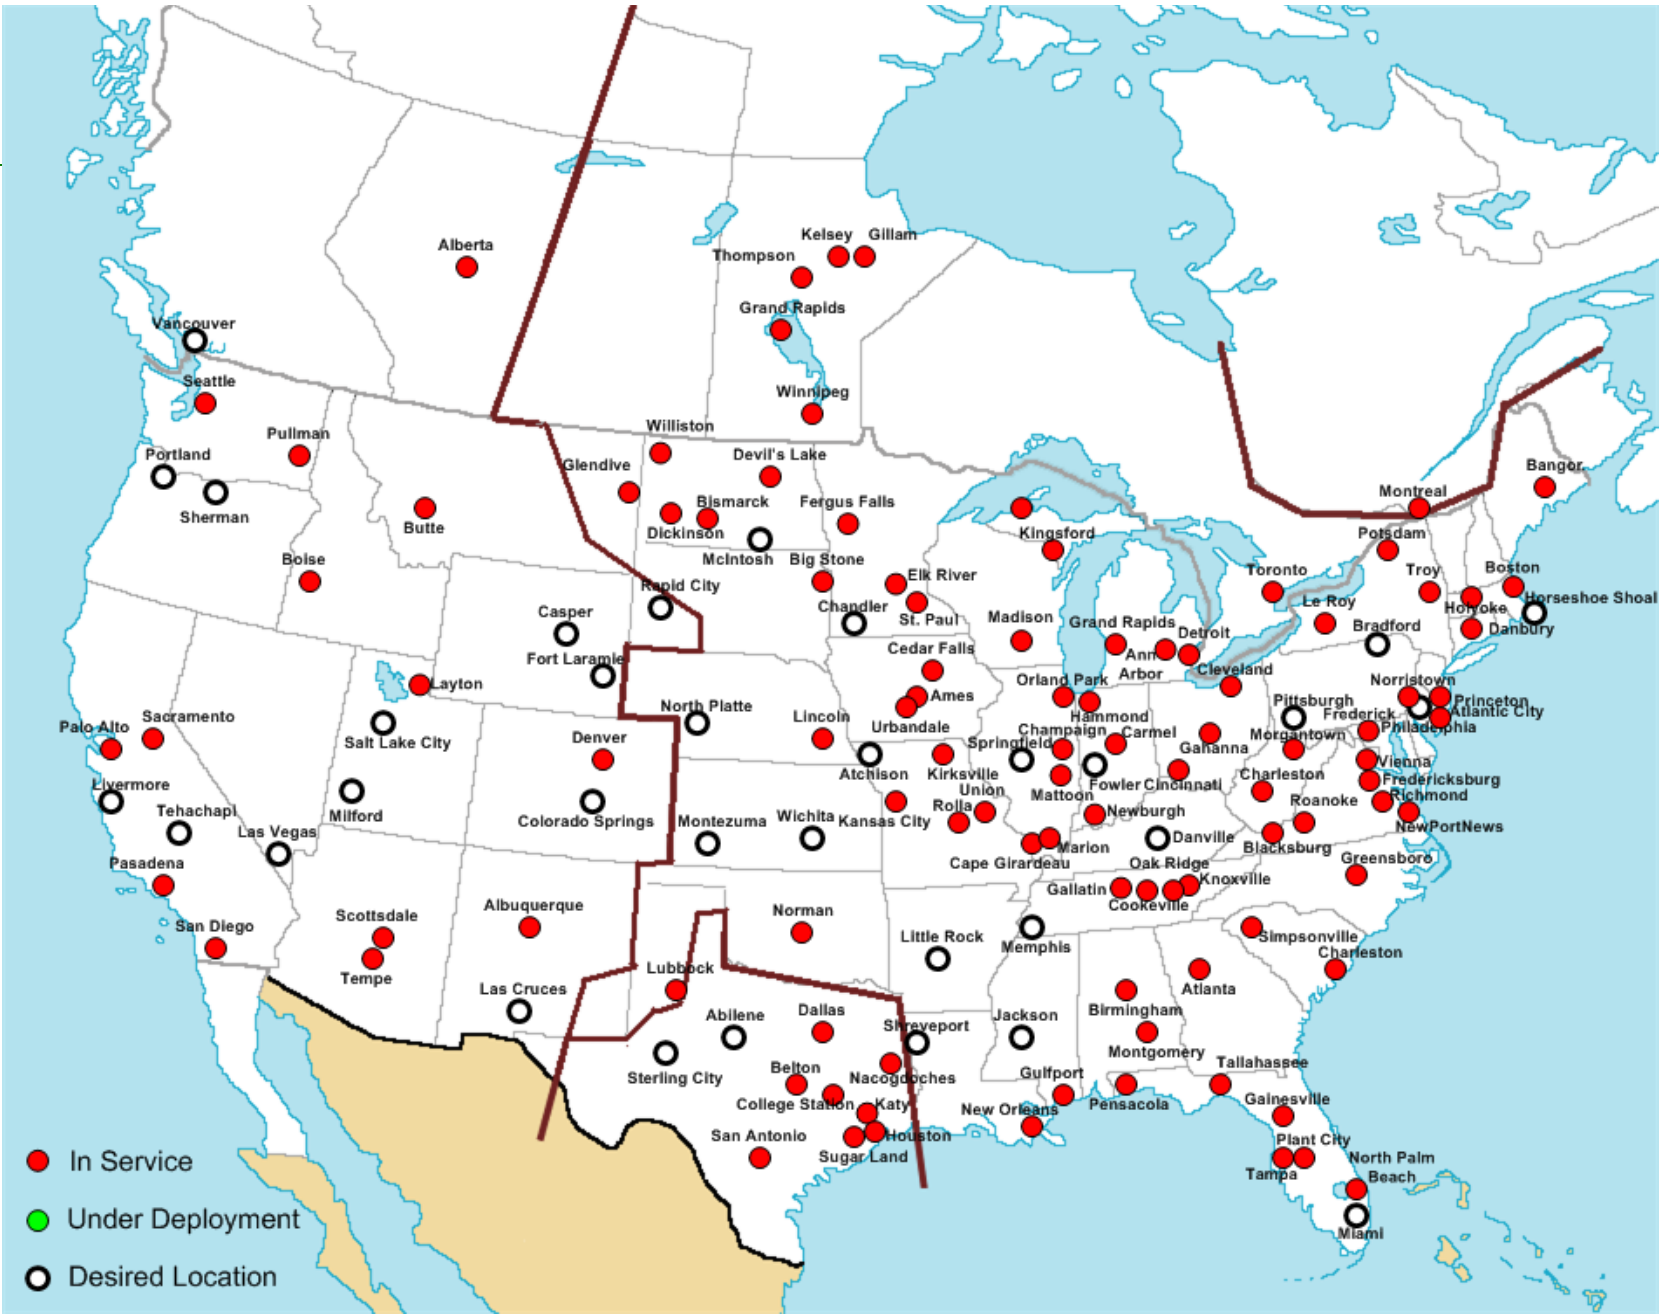 Alberta
Kelsey
Gillam
Thompson
Grand Rapids
Vancouver
Winnipeg
Seattle
Williston
Pullman
Portland
Glendive
Devil's Lake
Bangor.
Montreal
Bismarck
Fergus Falls
Sherman
Butte
Dickinson
Kingsford
Potsdam
Boise
McIntosh
Big Stone
Elk River
Toronto
Troy
Boston
Rapid City
Horseshoe Shoal
Casper
Chandler
St. Paul
Madison
Grand Rapids
Le Roy
Holyoke
Detroit
Bradford
Danbury
Fort Laramie
Cedar Falls
Ann
Arbor
Cleveland
Layton
Orland Park
Norristown
Ames
Princeton
North Platte
Pittsburgh
Atlantic City
Palo Alto
Sacramento
Lincoln
Urbandale
Hammond
Frederick
Salt Lake City
Denver
Springfield
Champaign
Carmel
Gahanna
Morgantown
Philadelphia
Atchison
Kirksville
Vienna
Livermore
Union
Mattoon
Fowler
Cincinnati
Charleston
Fredericksburg
Milford
Tehachapi
Rolla
Roanoke
Richmond
Colorado Springs
Montezuma
Wichita
Kansas City
Newburgh
NewPortNews
Las Vegas
Marion
Danville
Blacksburg
Pasadena
Cape Girardeau
Oak Ridge
Greensboro
Gallatin
Knoxville
Cookeville
Scottsdale
Albuquerque
Norman
San Diego
Little Rock
Memphis
Simpsonville
Charleston
Tempe
Lubbock
Las Cruces
Atlanta
Birmingham
Abilene
Dallas
Shreveport
Jackson
Montgomery
Sterling City
Belton
Nacogdoches
Gulfport
Tallahassee
College Station
Katy
New Orleans
Pensacola
Gainesville
San Antonio
Houston
Sugar Land
Plant City
Tampa
North Palm
Beach
Miami
In Service
Under Deployment
Desired Location